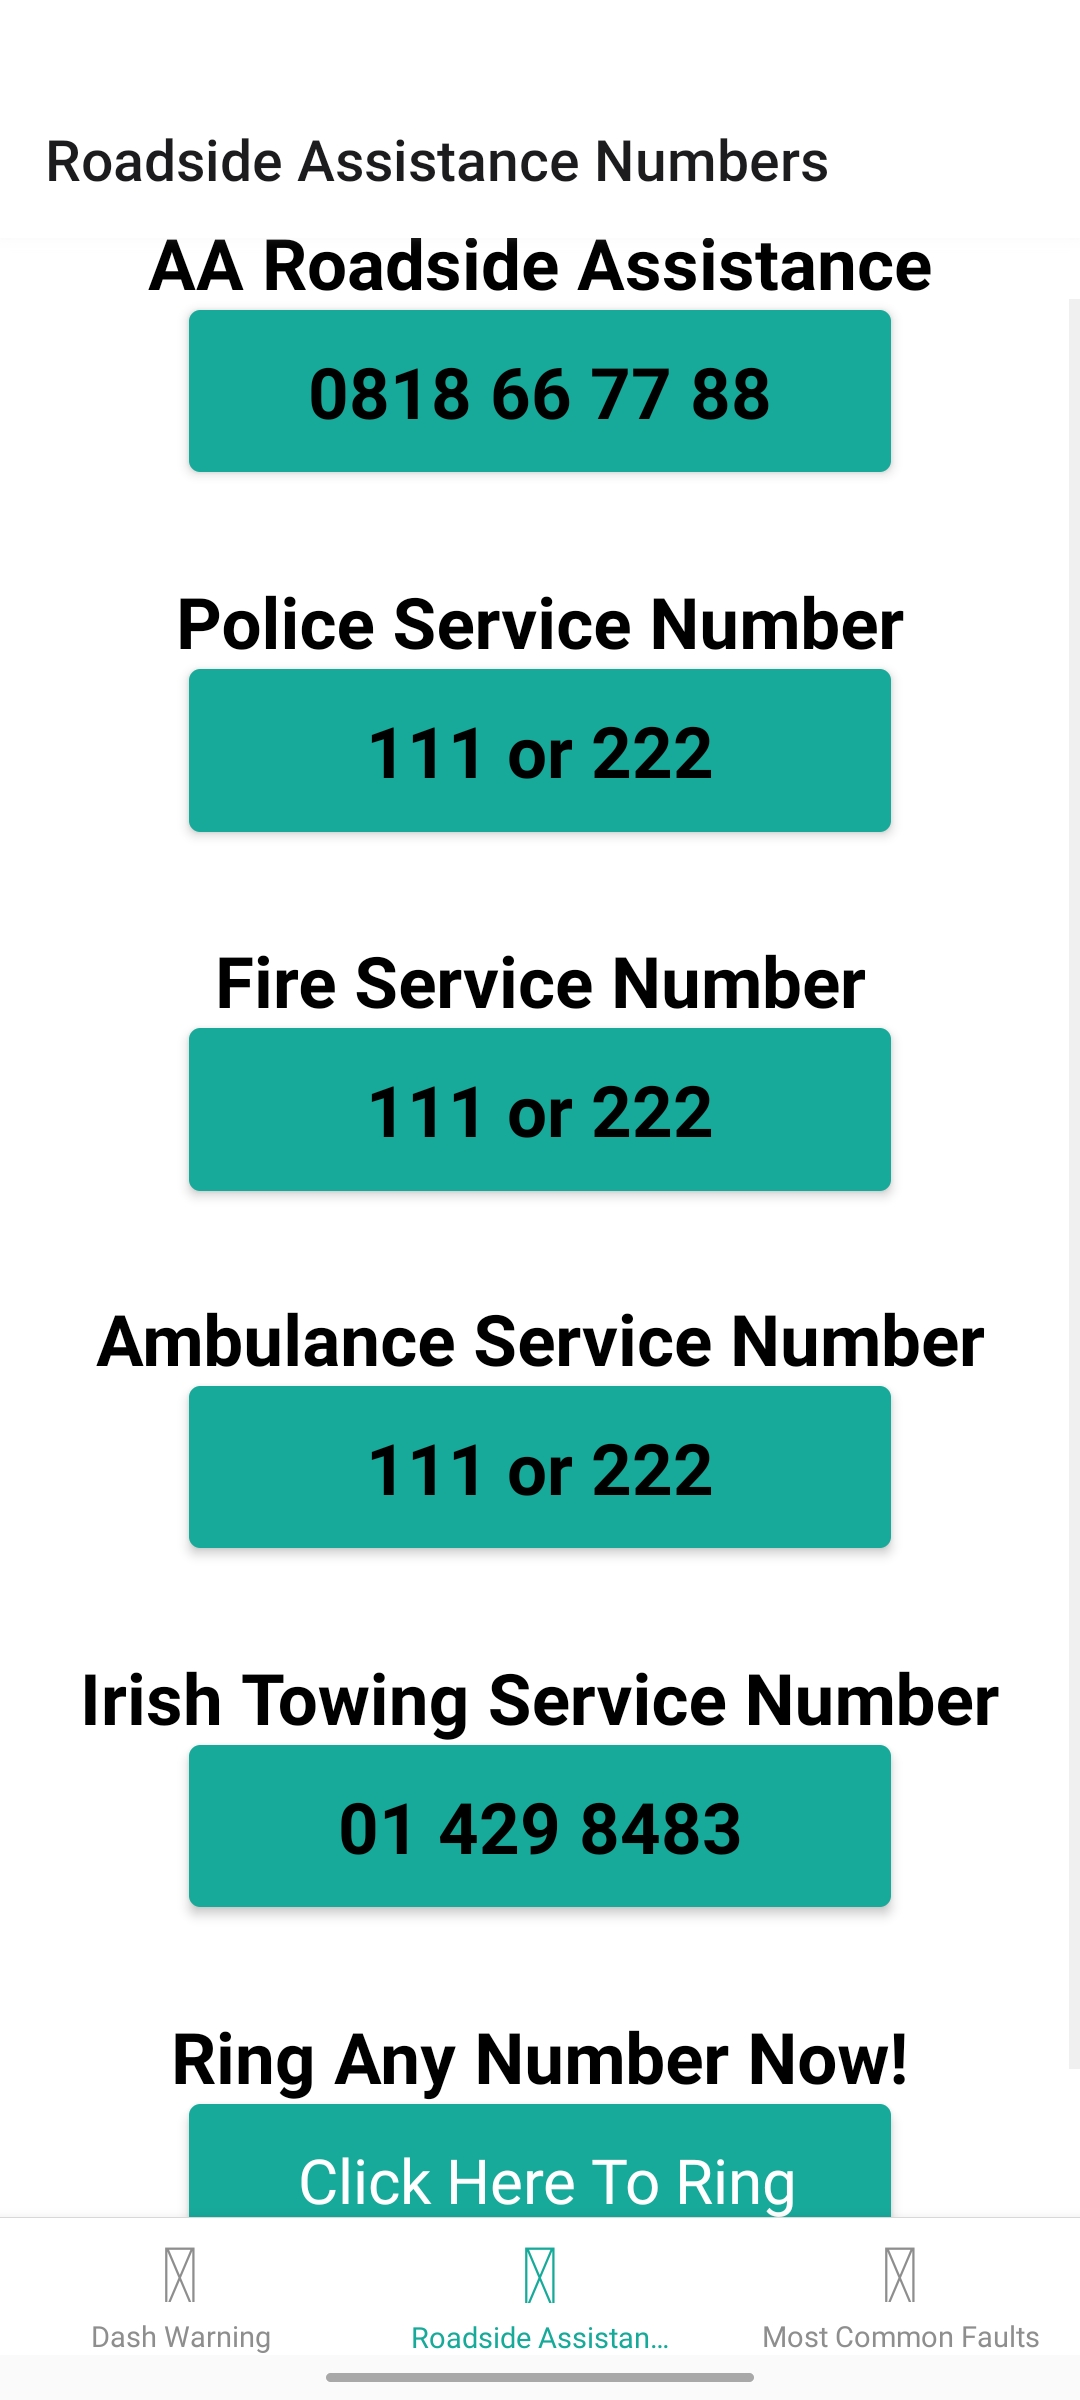 Roadside Assistance Numbers
AA Roadside Assistance
0818 66 77 88
Police Service Number
111 or 222
Fire Service Number
111 or 222
Ambulance Service Number
111 or 222
Irish Towing Service Number
01 429 8483
Ring Any Number Now!
Click Here To Ring
Dash Warning
Roadside Assistan...
Most Common Faults